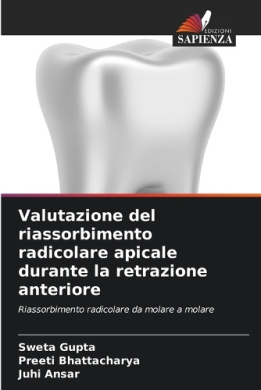 EDIZIONI
SAPIENZA
Valutazione del
riassorbimento
radicolare apicale
durante la retrazione
anteriore
Riassorbimento radicolare da molare a molare
Sweta Gupta
Preeti Bhattacharya
Juhi Ansar